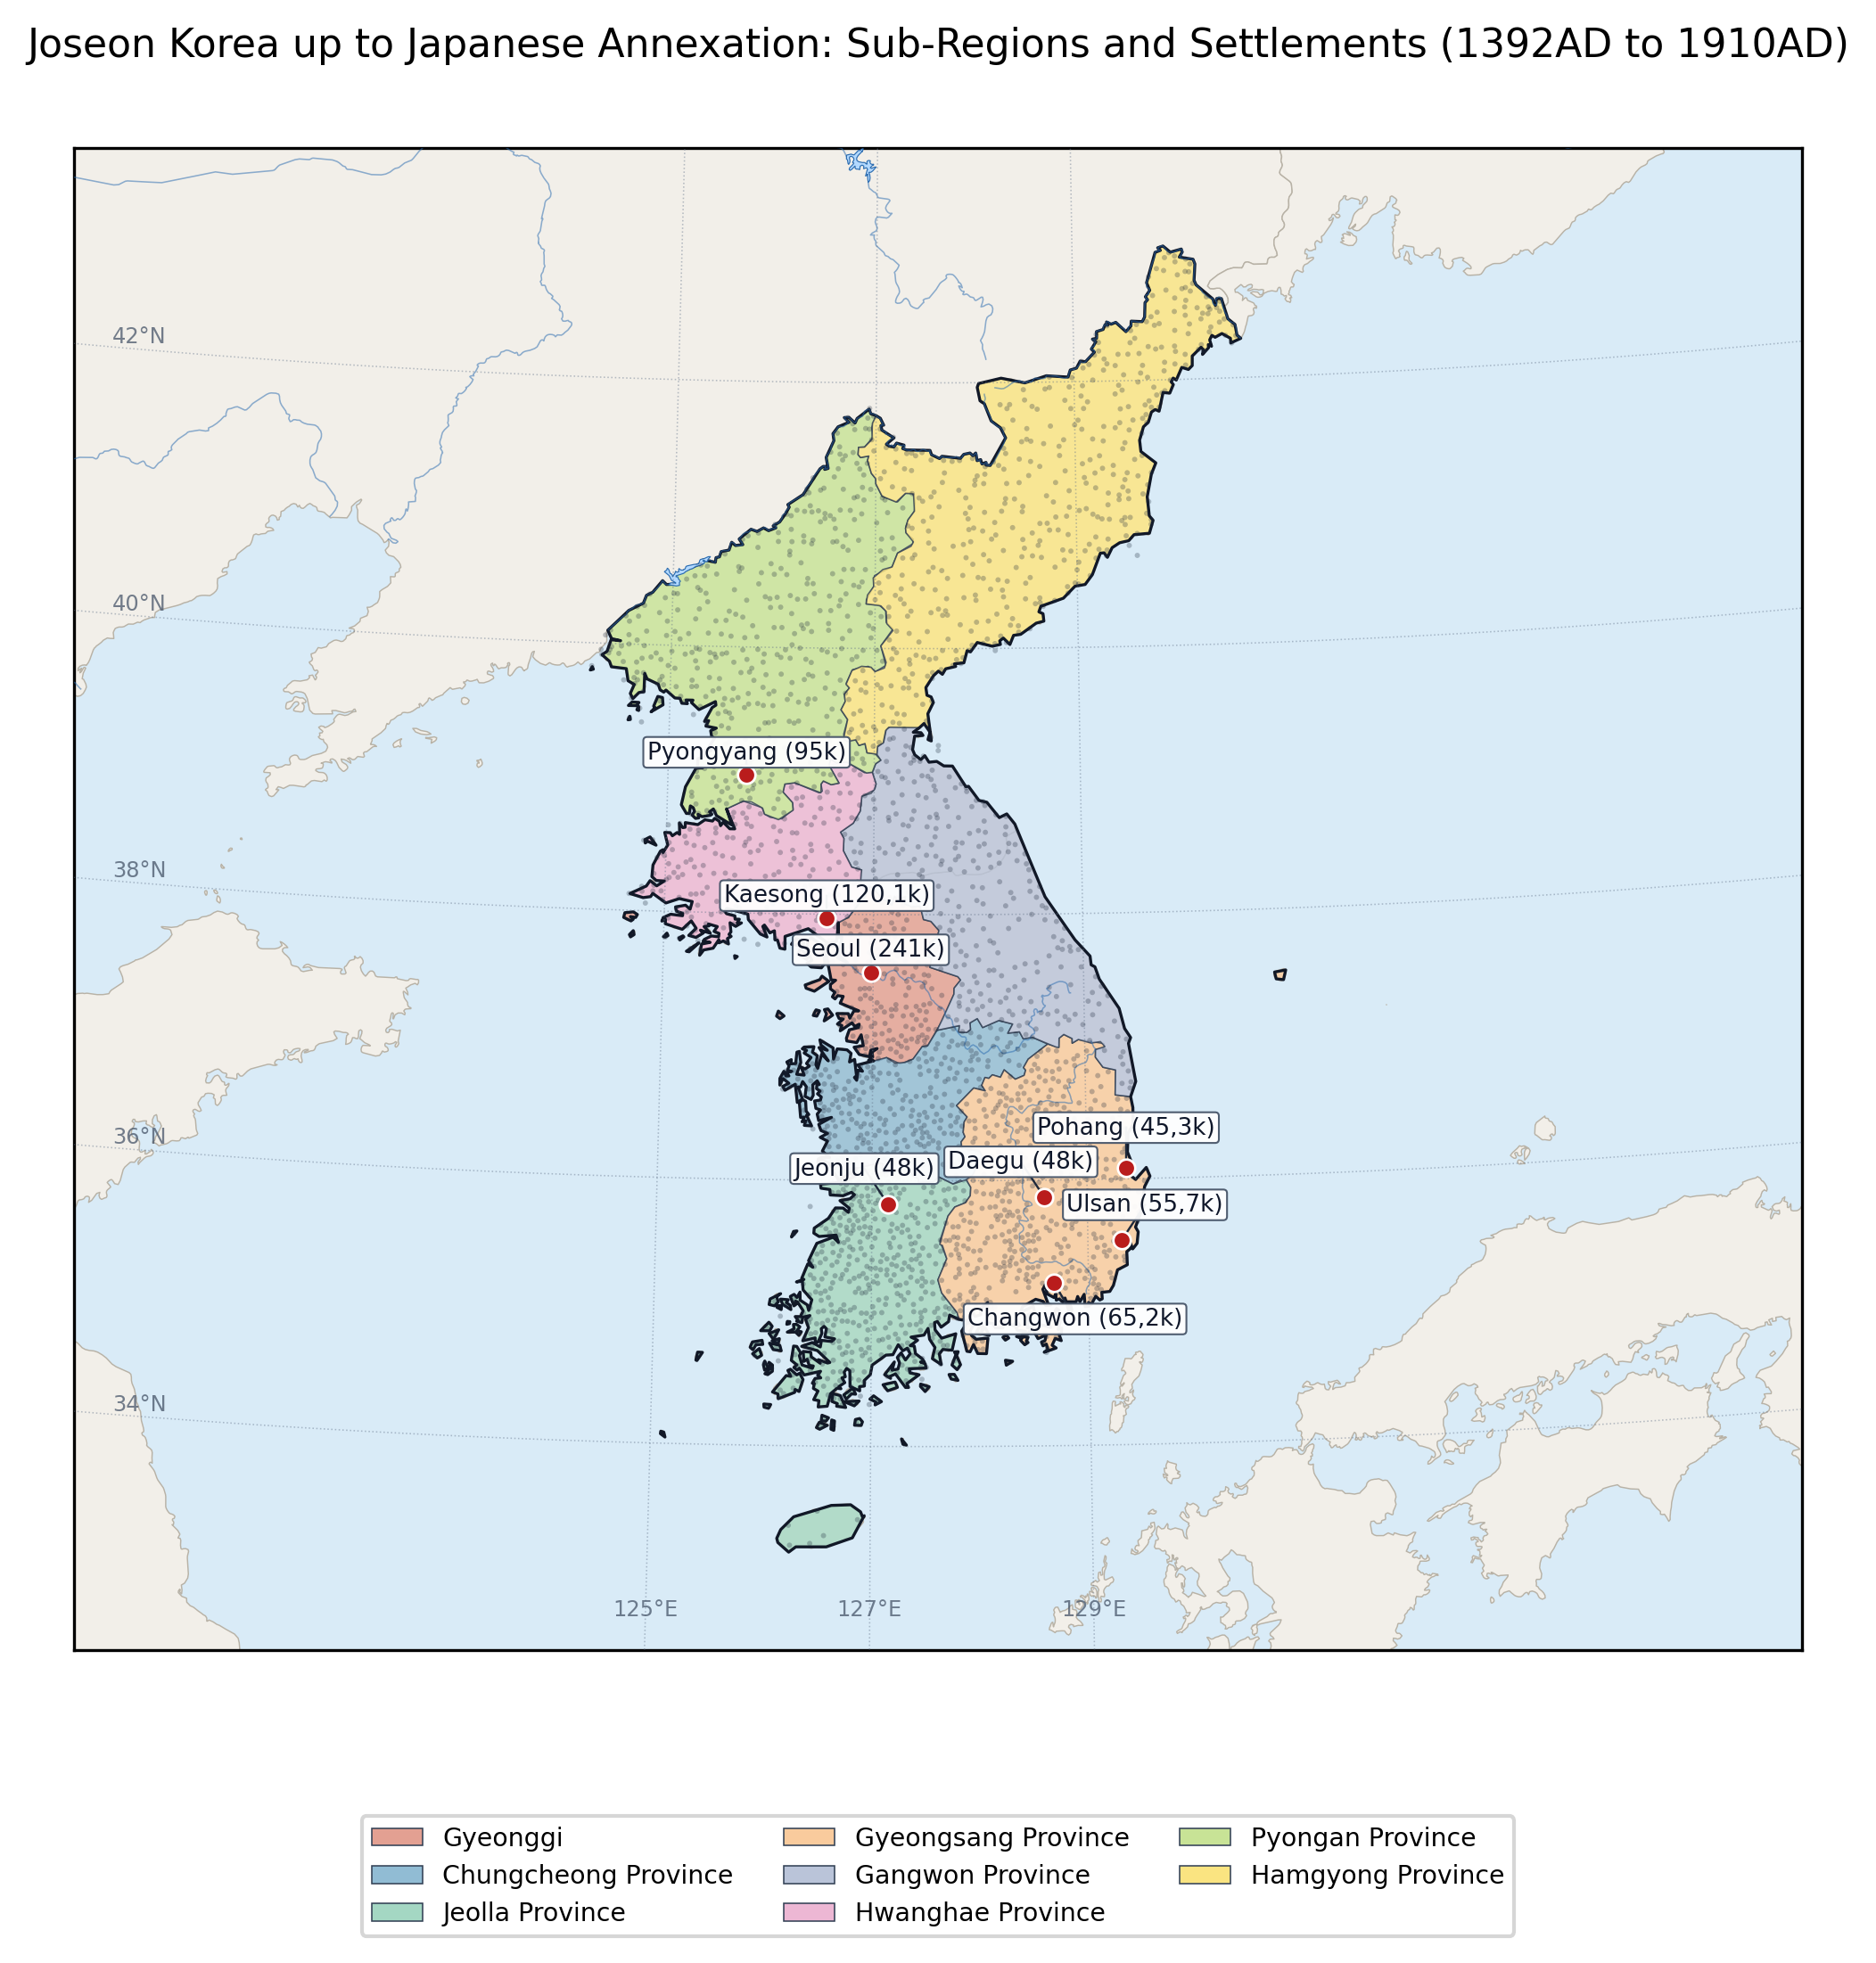 Joseon Korea up to Japanese Annexation: Sub-Regions and Settlements (1392AD to 1910AD)
42°N
40°N
Pyongyang (95k)
38°N
Kaesong (120,1k)
Seoul (241k)
36°N
Pohang (45,3k)
Daegu (48k)
Jeonju (48k)
Ulsan (55,7k)
Changwon (65,2k)
34°N
125°E
127°E
129°E
Gyeonggi
Chungcheong Province
Jeolla Province
Gyeongsang Province
Gangwon Province
Hwanghae Province
Pyongan Province
Hamgyong Province